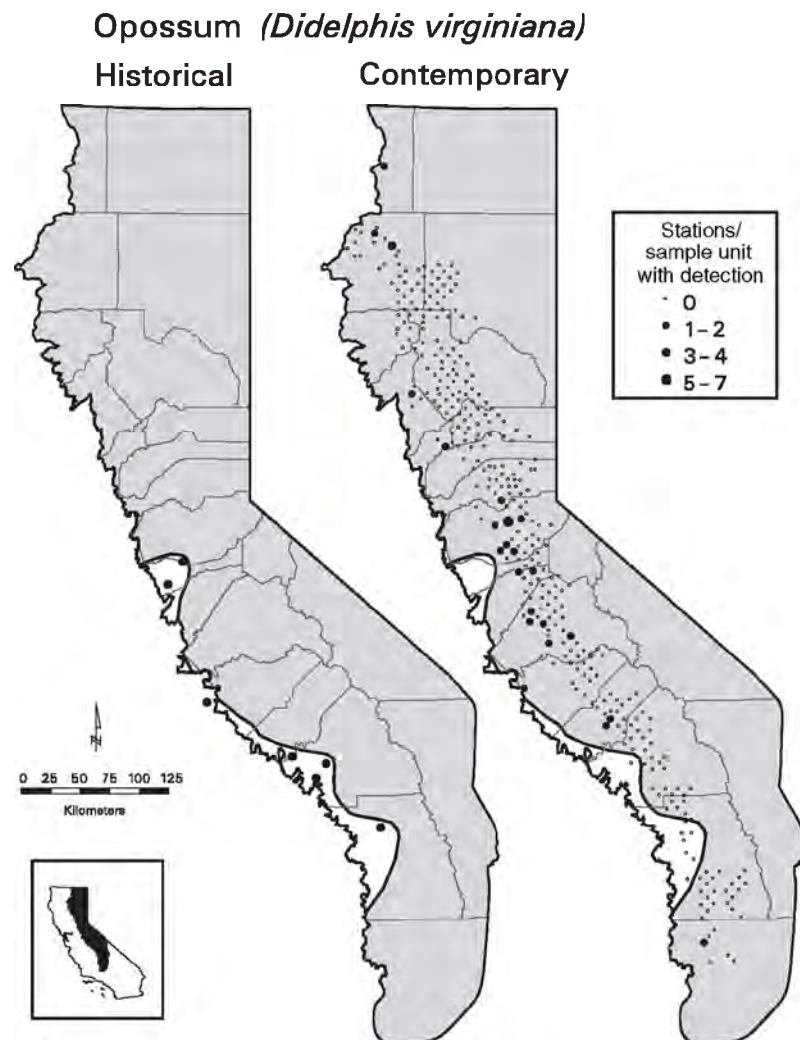 Opossum (Didelphis virginiana)
Historical
Contemporary
Stations/
sample unit
with detection
0
1–2
3–4
5–7
N
0 25 50 75 100 125
Kilometers